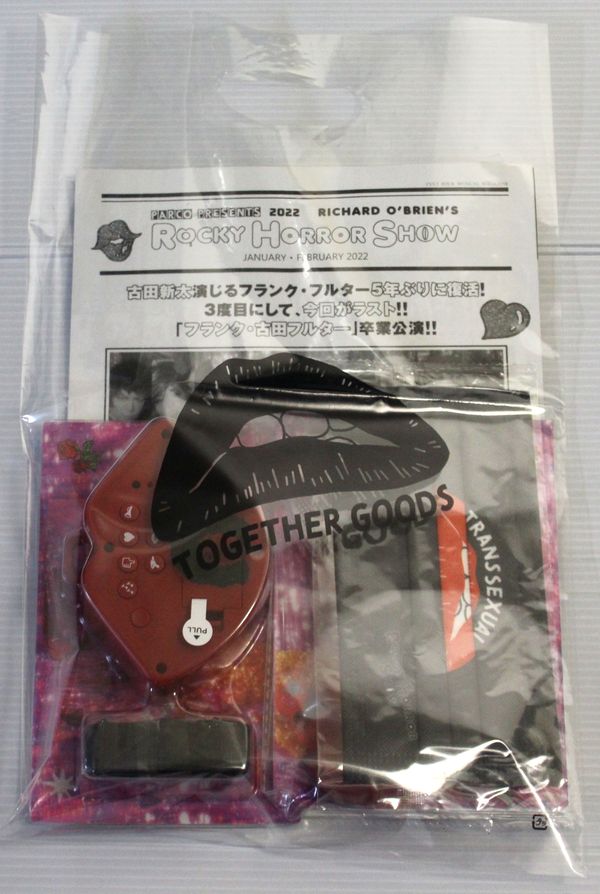 PARCO PRESENTS 2022 RICHARD O'BRIEN'S
ROCKY HORROR SHOW
JANUARY・FEBRUARY 2022
古田新太演じるフランク・フルター5年ぶりに復活!
3度目にして、今回がラスト!!
「フランク・古田フルター」卒業公演!!
TOGETHER GOODS
TRANSSEXUAL
PULL
プラ